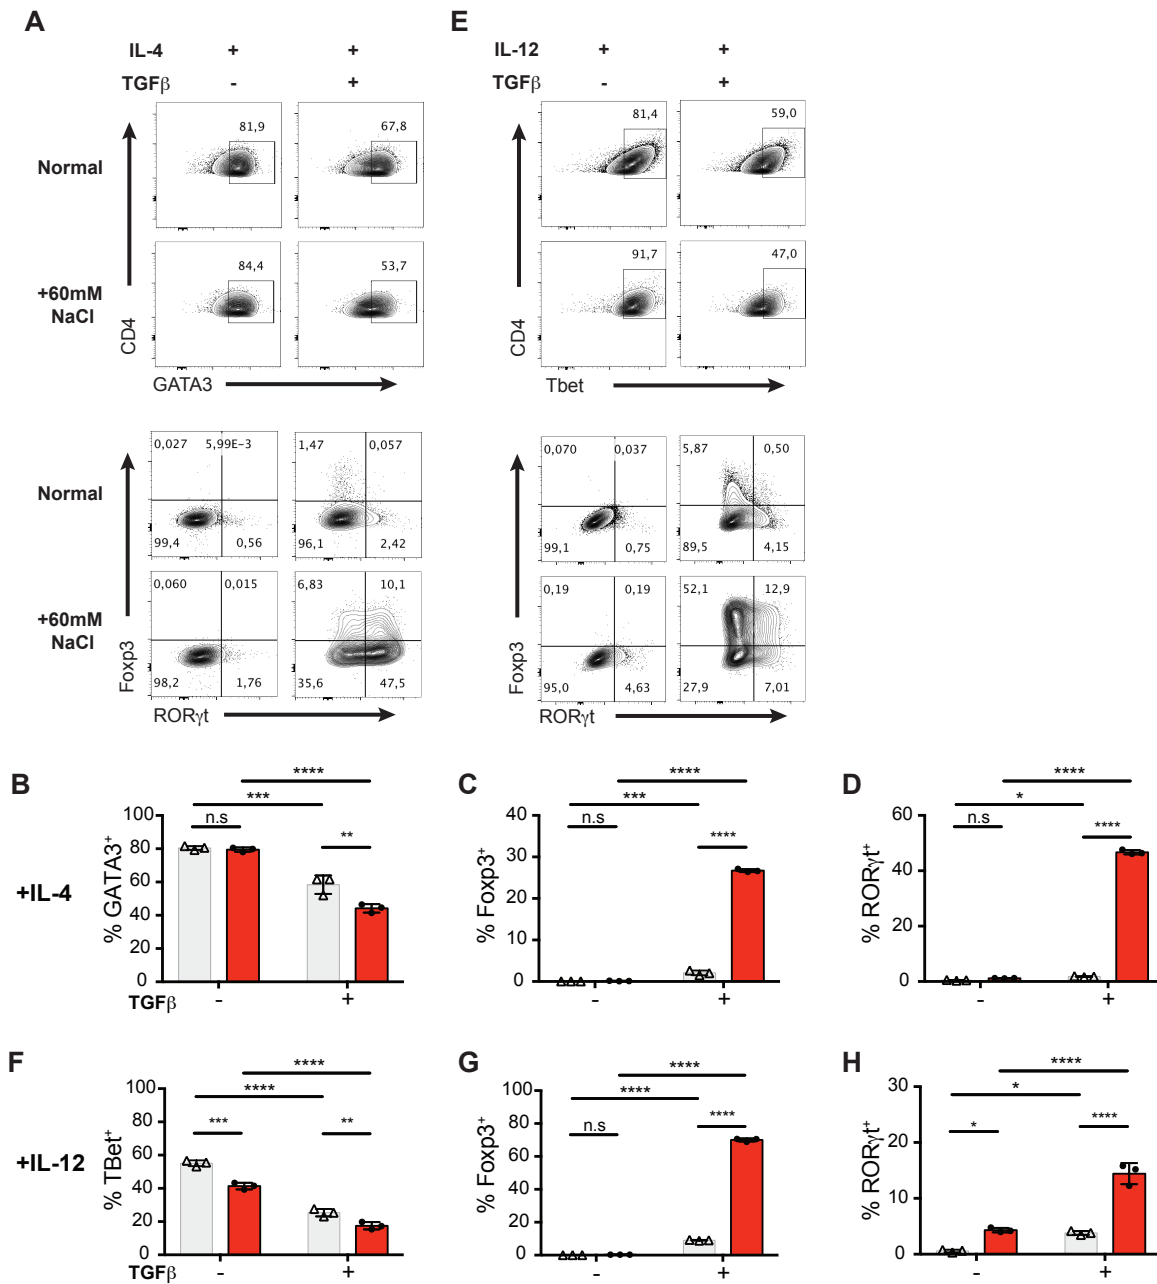 A
IL-4 + +
TGFβ - +
Normal
81,9
67,8
+60mM
NaCl
84,4
53,7
CD4
GATA3
Normal
0,027 5,99E-3
99,4 0,56
1,47 0,057
96,1 2,42
+60mM
NaCl
0,060 0,015
98,2 1,76
6,83 10,1
35,6 47,5
Foxp3
RORγt
E
IL-12 + +
TGFβ - +
81,4
59,0
91,7
47,0
CD4
Tbet
0,070 0,037
99,1 0,75
5,87 0,50
89,5 4,15
0,19 0,19
95,0 4,63
52,1 12,9
27,9 7,01
Foxp3
RORγt
+IL-4
B
****
***
n.s
**
% GATA3+
100
80
60
40
20
0
TGFβ - +
C
****
***
n.s
****
% Foxp3+
40
30
20
10
0
- +
D
****
*
n.s
****
% RORγt+
60
40
20
0
- +
+IL-12
F
****
****
***
**
% TBet+
100
80
60
40
20
0
TGFβ - +
G
****
****
n.s
****
% Foxp3+
100
80
60
40
20
0
- +
H
****
*
*
****
% RORγt+
30
20
10
0
- +